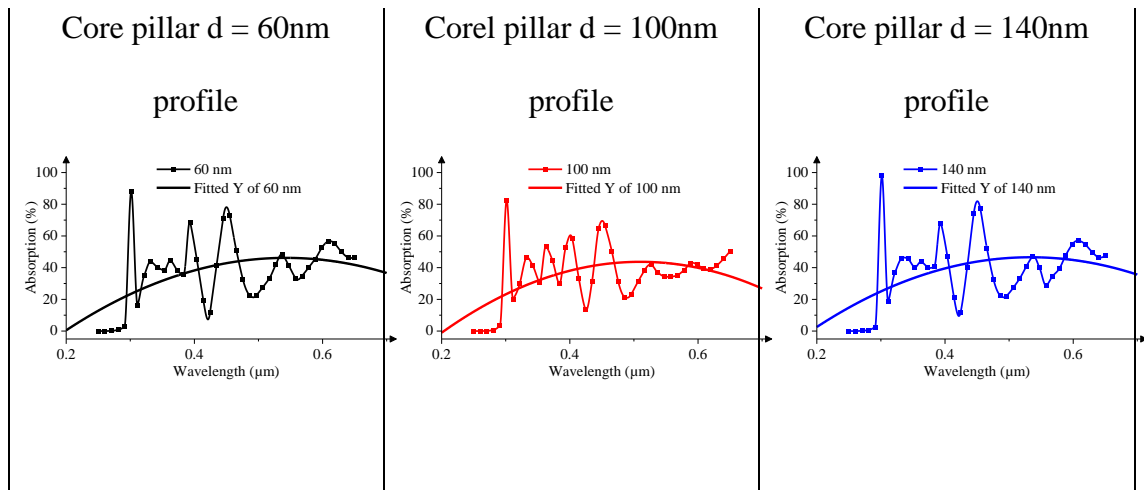 Core pillar d = 60nm
profile
100
80
60
40
20
0
Absorption (%)
60 nm
Fitted Y of 60 nm
0.2
0.4
0.6
Wavelength (µm)
Corel pillar d = 100nm
profile
100
80
60
40
20
0
Absorption (%)
100 nm
Fitted Y of 100 nm
0.2
0.4
0.6
Wavelength (µm)
Core pillar d = 140nm
profile
100
80
60
40
20
0
Absorption (%)
140 nm
Fitted Y of 140 nm
0.2
0.4
0.6
Wavelength (µm)